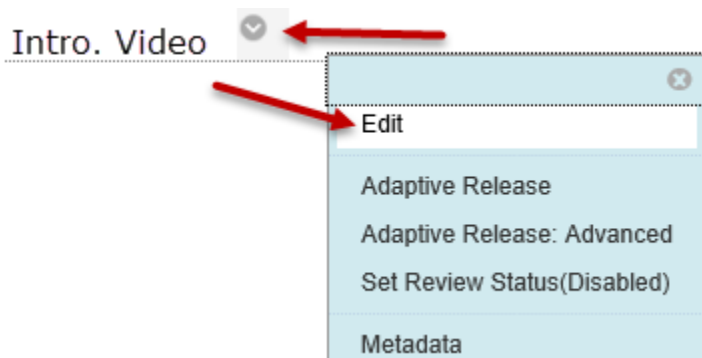 Intro. Video
Edit
Adaptive Release
Adaptive Release: Advanced
Set Review Status(Disabled)
Metadata